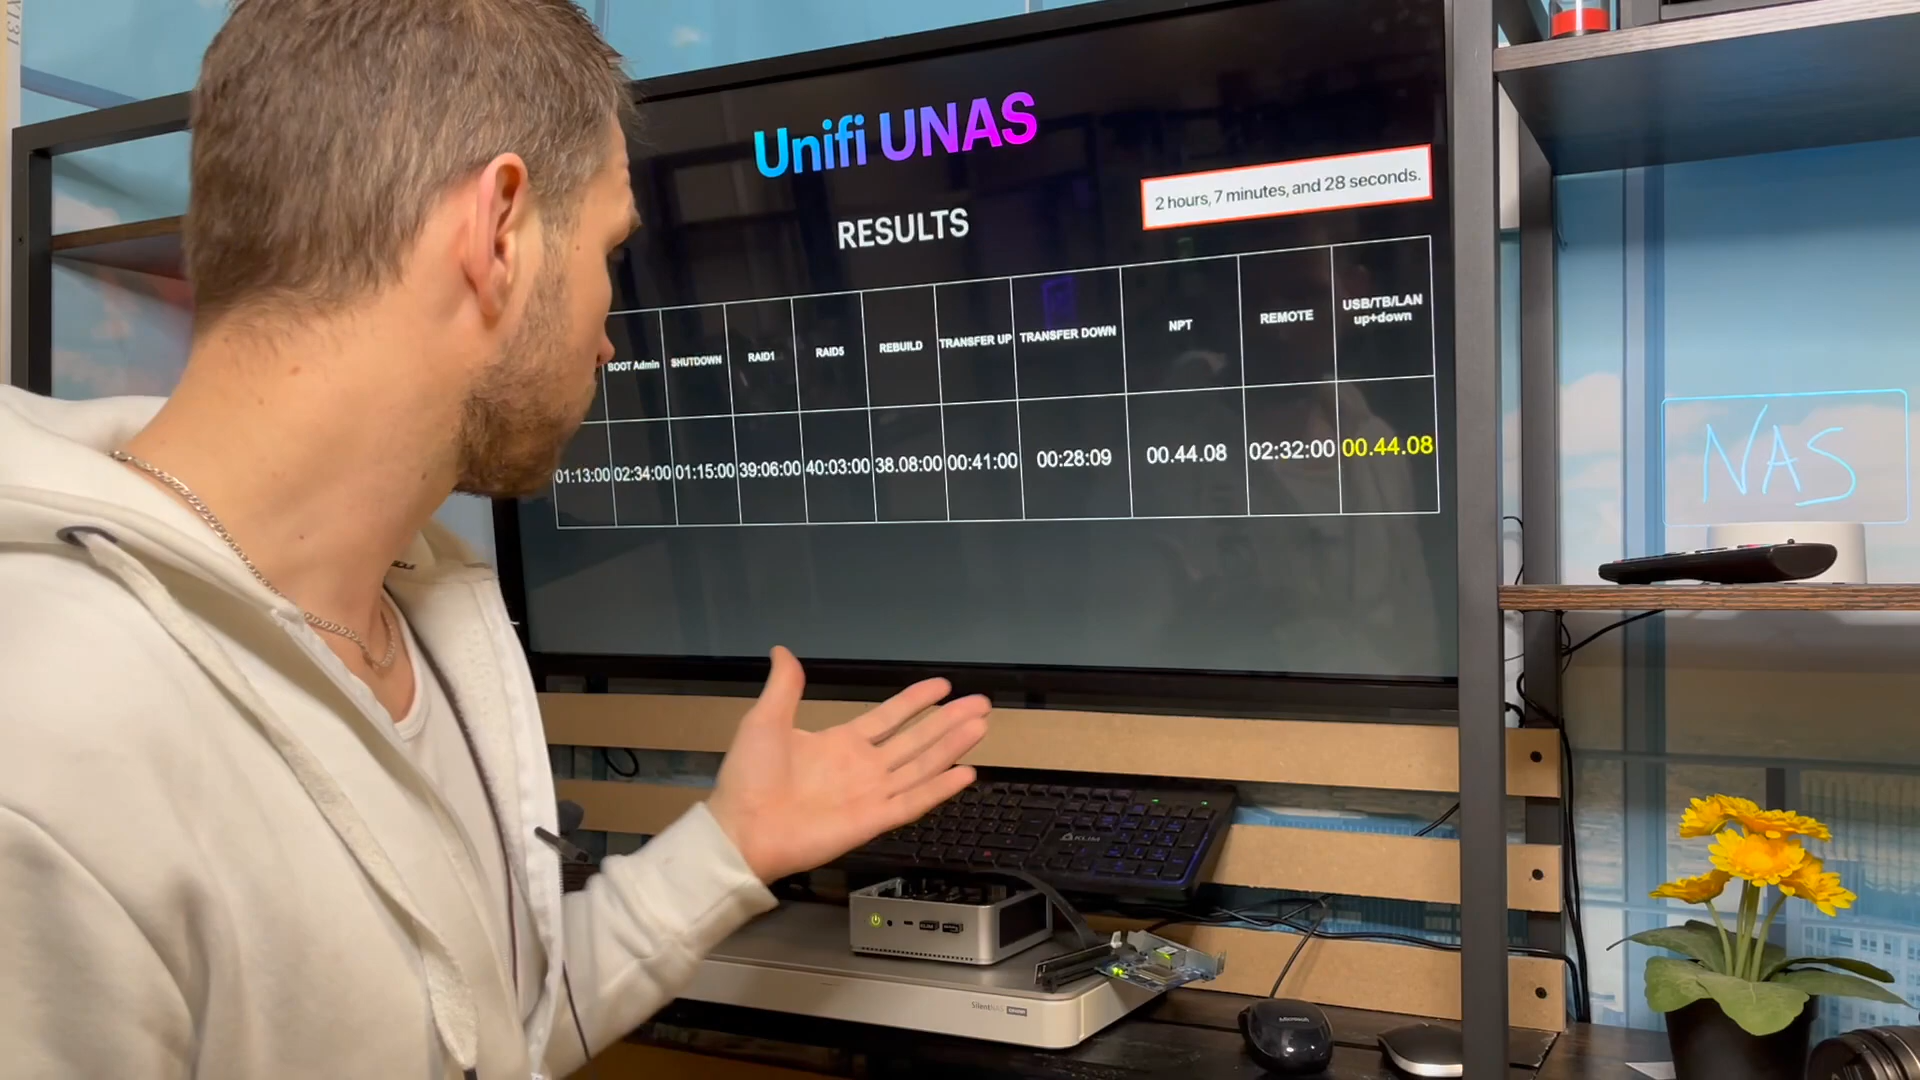 Unifi UNAS
2 hours, 7 minutes, and 28 seconds.
RESULTS
BOOT Admin SHUTDOWN RAID1 RAID5 REBUILD TRANSFER UP TRANSFER DOWN NPT REMOTE USB/TB/LAN
up+down
01:13:00 02:34:00 01:15:00 39:06:00 40:03:00 38.08:00 00:41:00 00:28:09 00.44.08 02:32:00 00.44.08
NAS
KLIM
SilentNAS
Microsoft